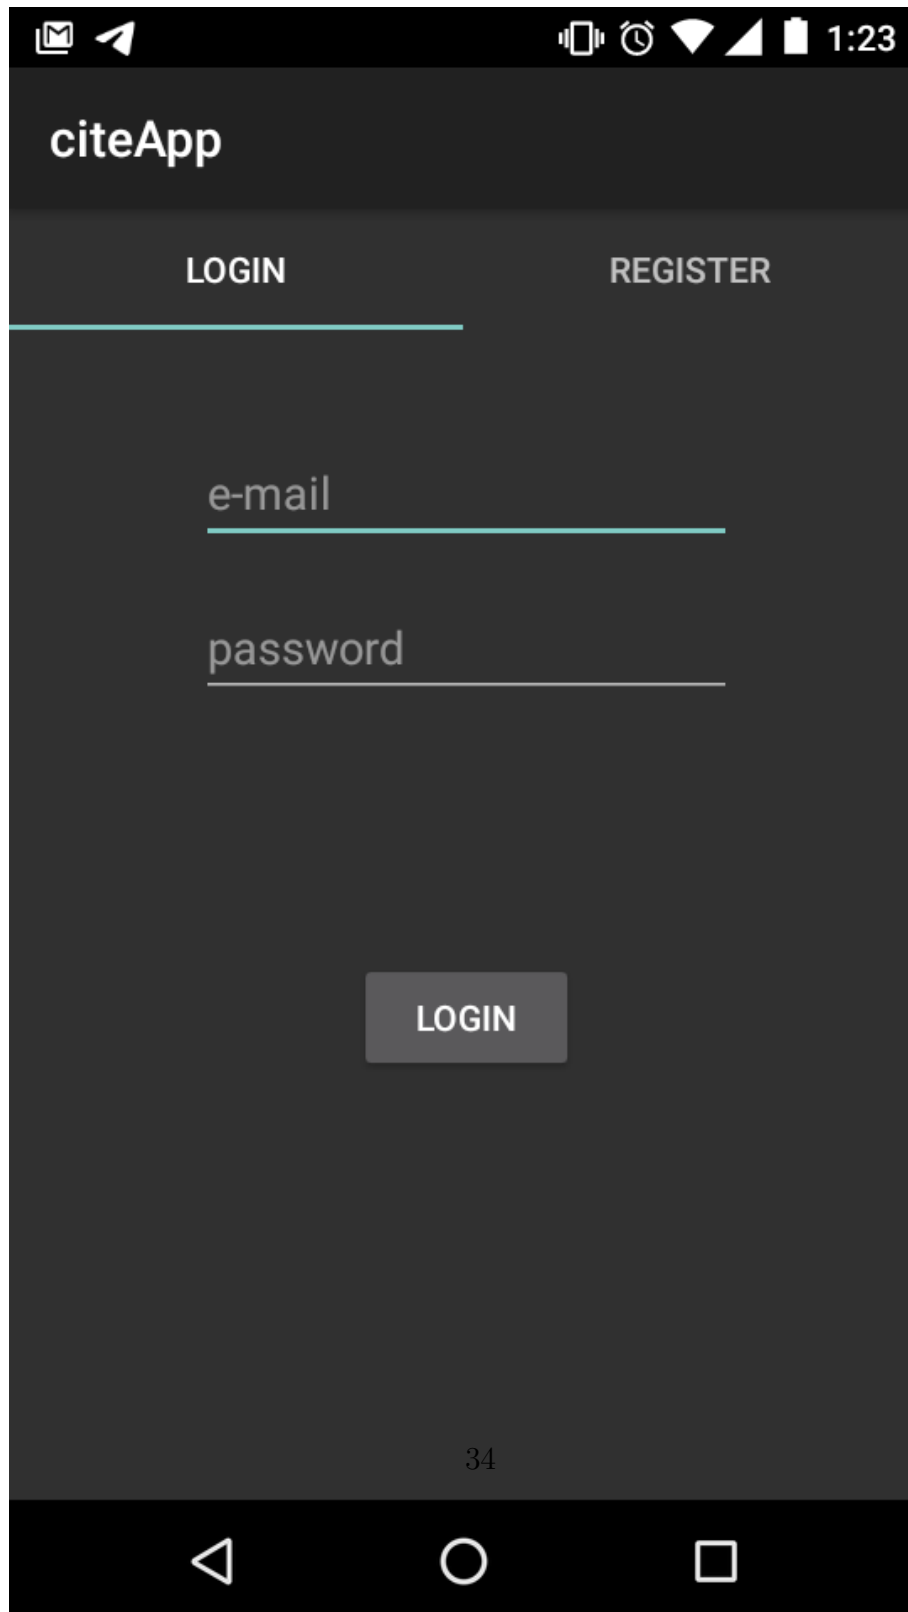 1:23
citeApp
LOGIN REGISTER
e-mail
password
LOGIN
34